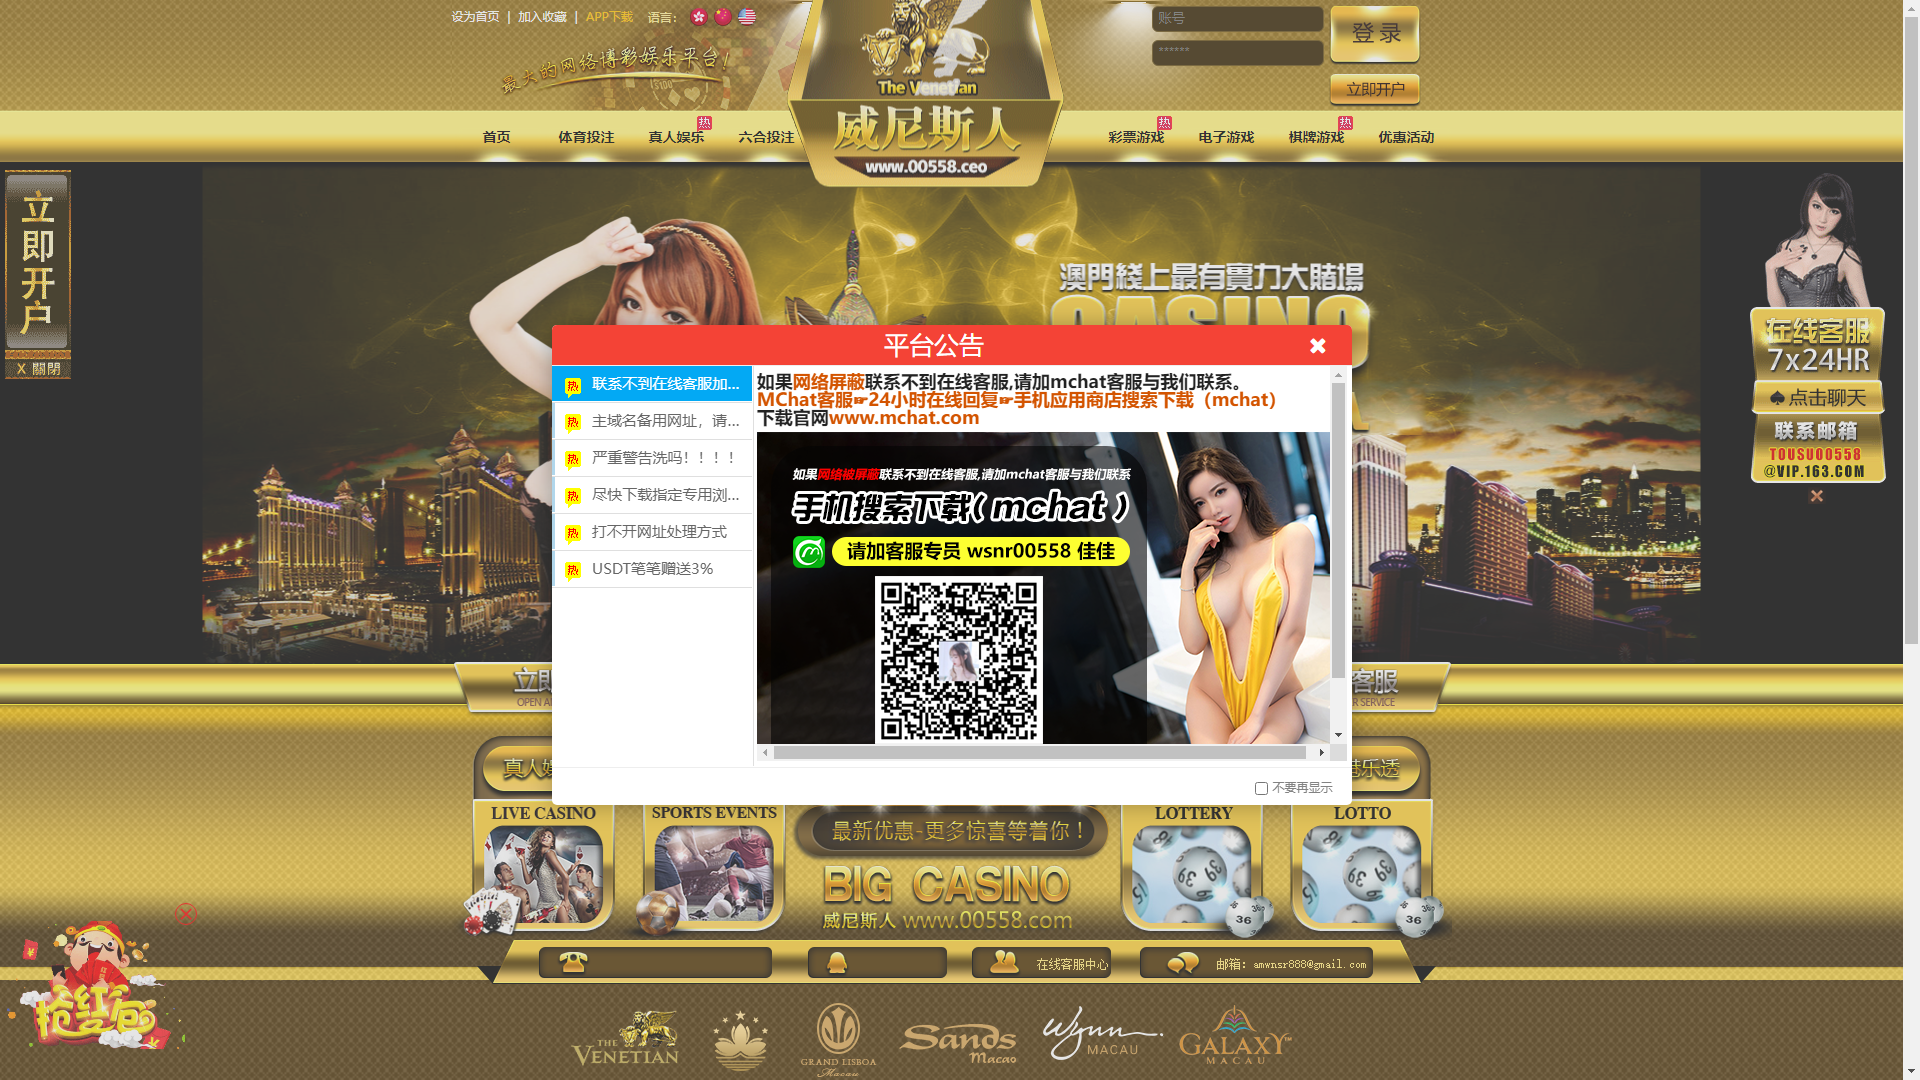 设为首页 | 加入收藏 | APP下载 语言：
最大的网络博彩娱乐平台！
账号
******
登 录
立即开户
The Venetian
威尼斯人
www.00558.ceo
首页
体育投注
真人娱乐
热
六合投注
彩票游戏
热
电子游戏
棋牌游戏
热
优惠活动
立即开户
X 關閉
澳門綫上最有實力大賭場
CASINO
在线客服
7x24HR
点击聊天
联系邮箱
TOUSU00558
@VIP.163.COM
平台公告
热 联系不到在线客服加...
热 主域名备用网址，请...
热 严重警告洗吗！！！！
热 尽快下载指定专用浏...
热 打不开网址处理方式
热 USDT笔笔赠送3%
如果网络屏蔽联系不到在线客服,请加mchat客服与我们联系。
MChat客服☛24小时在线回复☛手机应用商店搜索下载（mchat）
下载官网www.mchat.com
如果网络被屏蔽联系不到在线客服,请加mchat客服与我们联系
手机搜索下载( mchat )
请加客服专员 wsnr00558 佳佳
不要再显示
立即
OPEN A
客服
R SERVICE
真人娱
LIVE CASINO
SPORTS EVENTS
最新优惠-更多惊喜等着你！
BIG CASINO
威尼斯人 www.00558.com
LOTTERY
乐透
LOTTO
抢红包
在线客服中心
邮箱：amwnsr888@gmail.com
THE VENETIAN
GRAND LISBOA
Macau
Sands
Macao
Wynn
MACAU
GALAXY™
MACAU